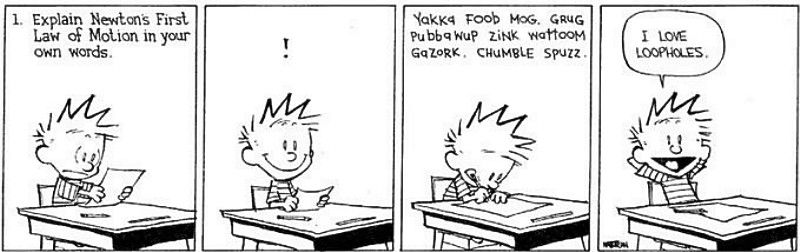 1. Explain Newton's First
Law of Motion in your
own words.
!
Yakka Foob Mog. Grug
Pubbawup zink wattoom
Gazork. Chumble spuzz.
I LOVE
LOOPHOLES.